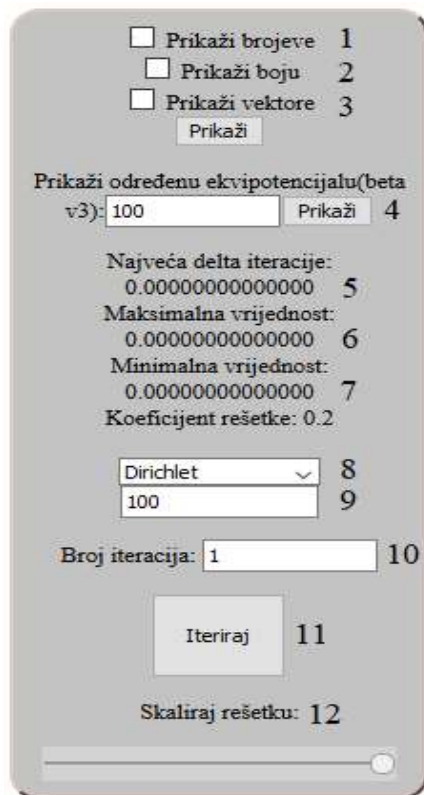 Prikaži brojeve 1
Prikaži boju 2
Prikaži vektore 3
Prikaži
Prikaži određenu ekvipotencijalu(beta
v3): 100 Prikaži 4
Najveća delta iteracije:
0.00000000000000 5
Maksimalna vrijednost:
0.00000000000000 6
Minimalna vrijednost:
0.00000000000000 7
Koeficijent rešetke: 0.2
Dirichlet 8
100 9
Broj iteracija: 1 10
Iteriraj 11
Skaliraj rešetku: 12